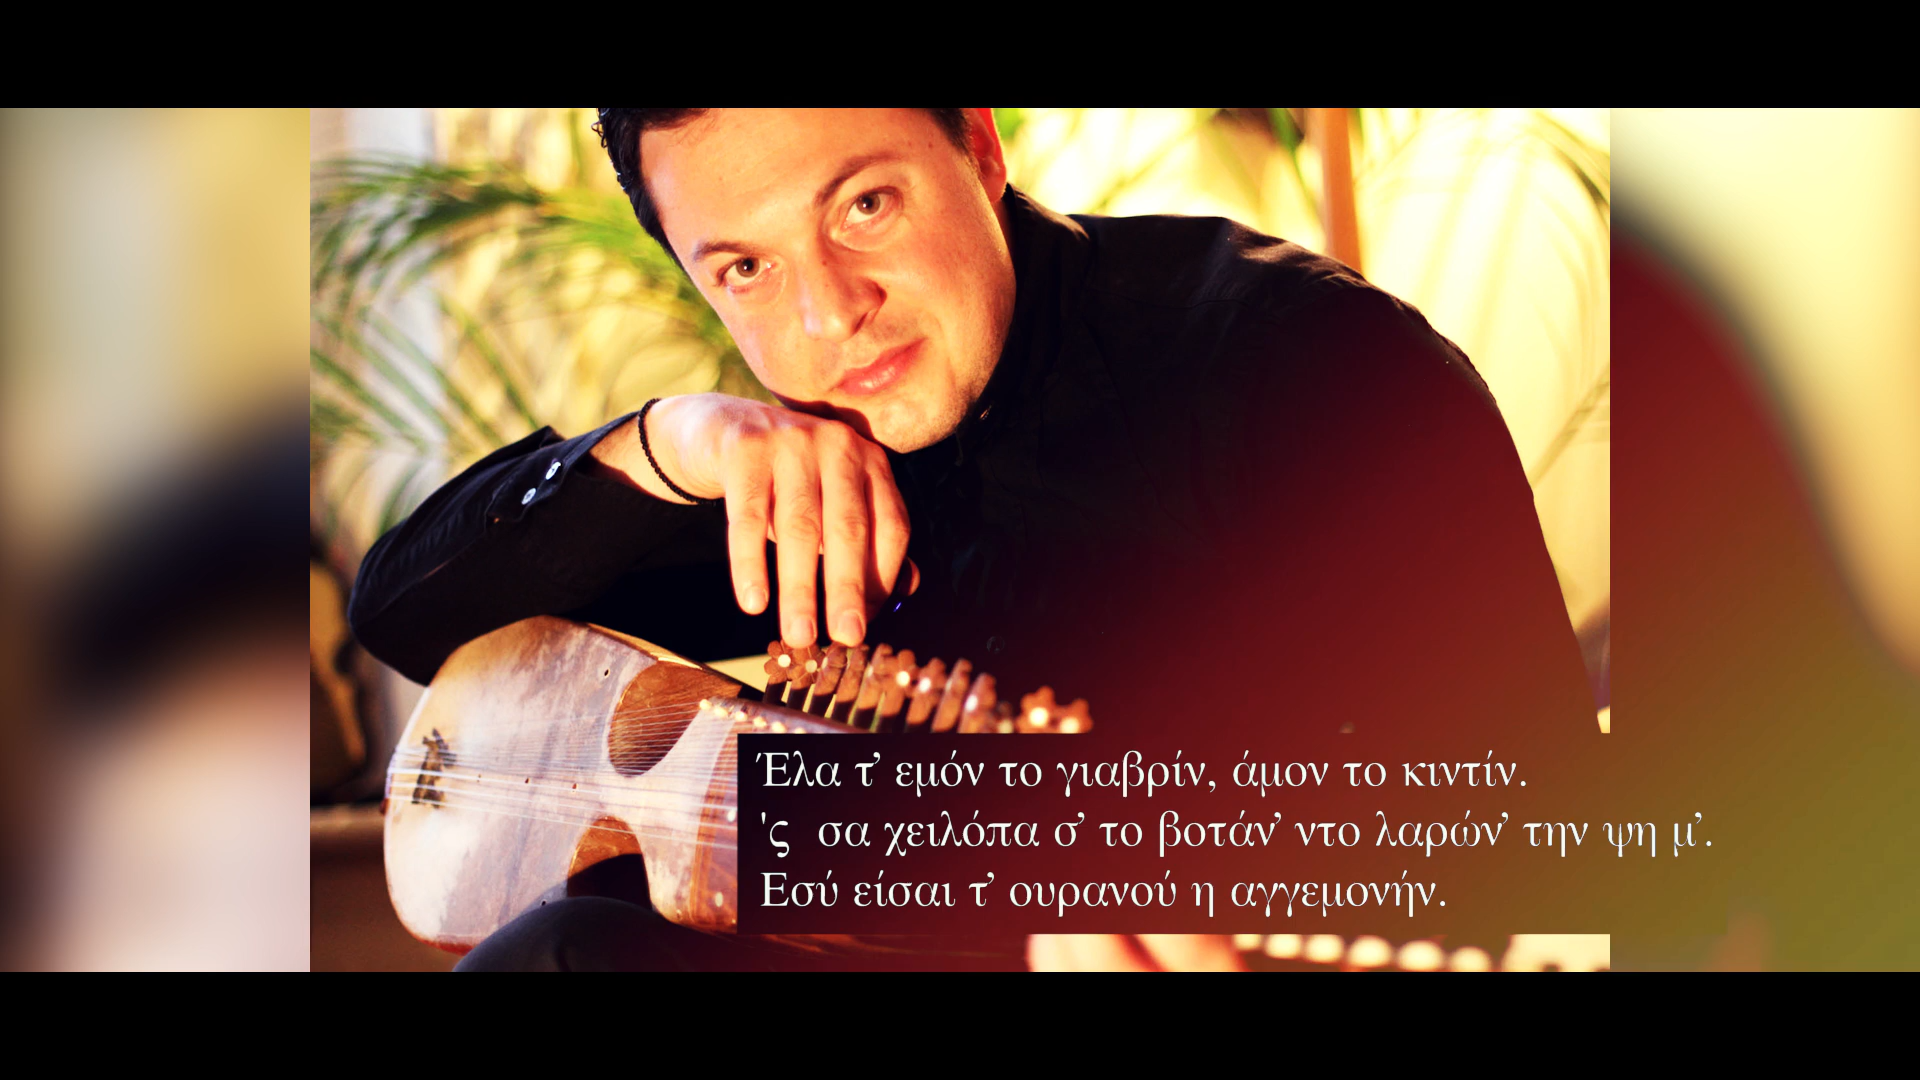 Έλα τ’ εμόν το γιαβρίν, άμον το κιντίν.
'ς  σα χειλόπα σ’ το βοτάν’ ντο λαρών’ την ψη μ’.
Εσύ είσαι τ’ ουρανού η αγγεμονήν.